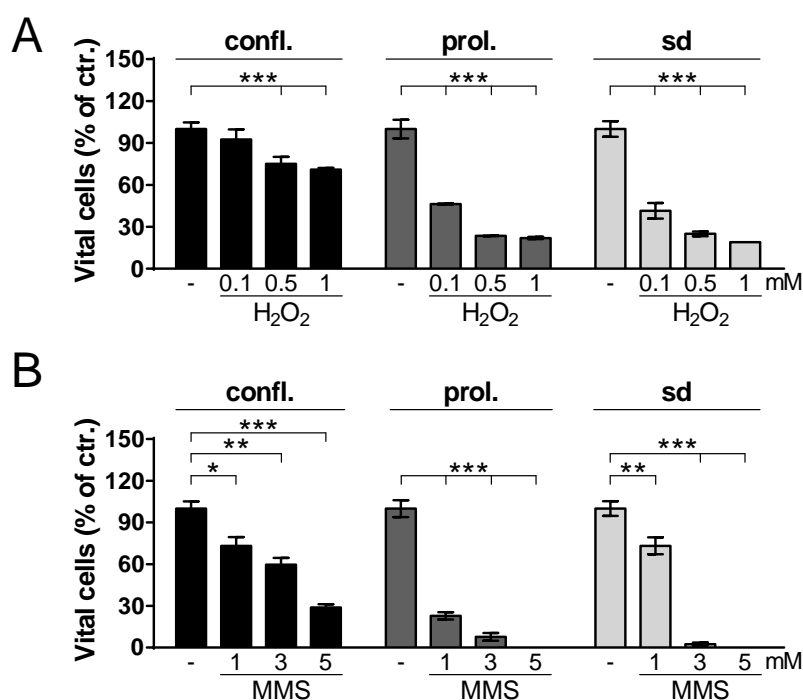 A
confl. prol. sd
Vital cells (% of ctr.)
150
120
90
60
30
0
*** *** ***
- 0.1 0.5 1 - 0.1 0.5 1 - 0.1 0.5 1 mM
H₂O₂ H₂O₂ H₂O₂
B
confl. prol. sd
Vital cells (% of ctr.)
150
120
90
60
30
0
***
** *** ***
* **
- 1 3 5 - 1 3 5 - 1 3 5 mM
MMS MMS MMS